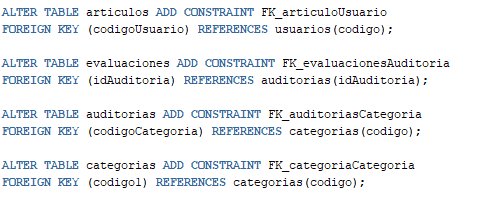 ALTER TABLE articulos ADD CONSTRAINT FK_articuloUsuario
FOREIGN KEY (codigoUsuario) REFERENCES usuarios(codigo);
ALTER TABLE evaluaciones ADD CONSTRAINT FK_evaluacionesAuditoria
FOREIGN KEY (idAuditoria) REFERENCES auditorias(idAuditoria);
ALTER TABLE auditorias ADD CONSTRAINT FK_auditoriasCategoria
FOREIGN KEY (codigoCategoria) REFERENCES categorias(codigo);
ALTER TABLE categorias ADD CONSTRAINT FK_categoriaCategoria
FOREIGN KEY (codigo1) REFERENCES categorias(codigo);